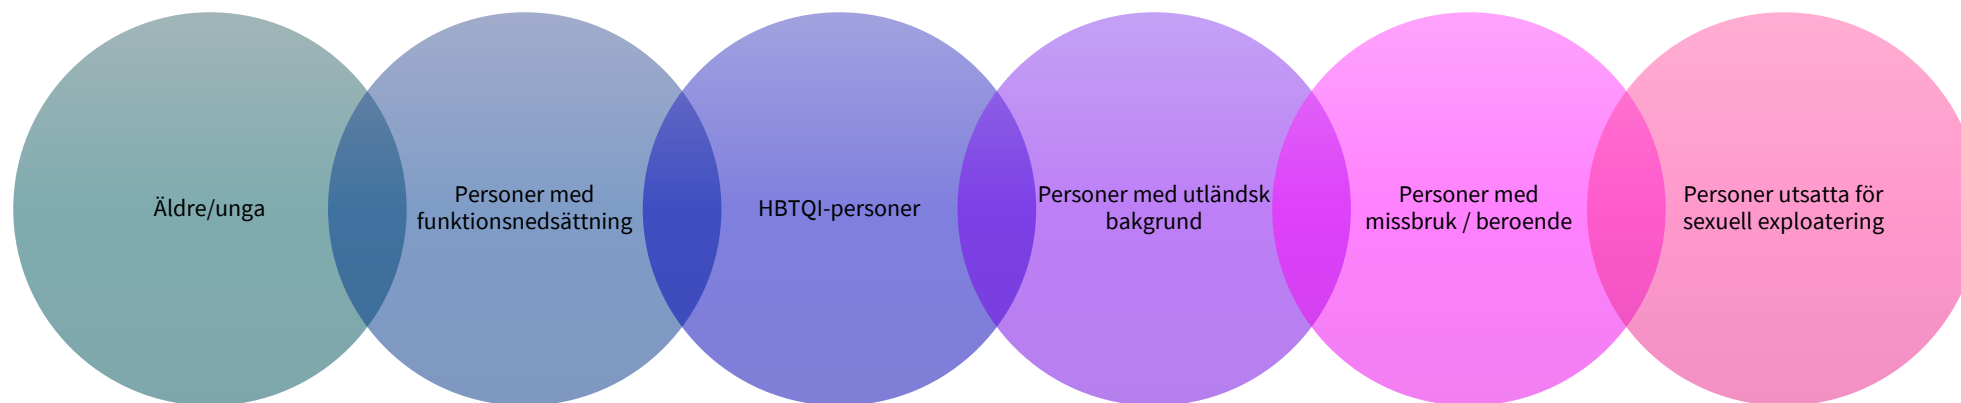 Äldre/unga
Personer med
funktionsnedsättning
HBTQI-personer
Personer med utländsk
bakgrund
Personer med
missbruk / beroende
Personer utsatta för
sexuell exploatering